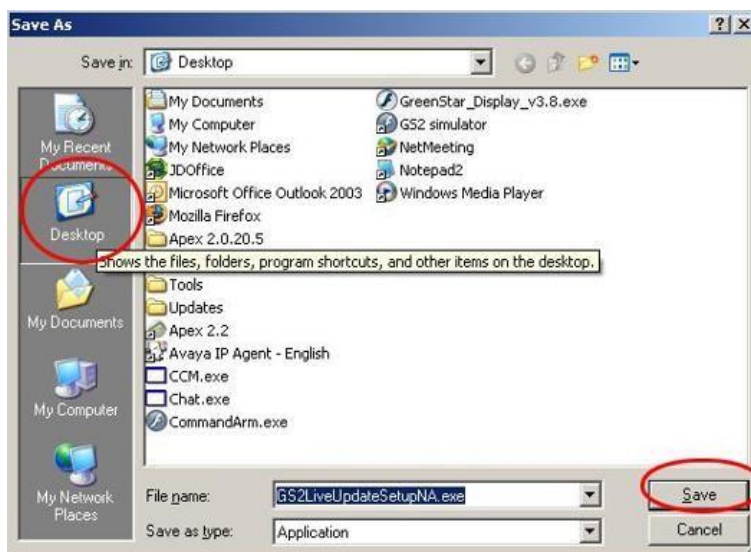 Save As
Save in:
Desktop
My Recent
Documents
Desktop
My Documents
My Computer
My Network
Places
My Documents
My Computer
My Network Places
JDOffice
Microsoft Office Outlook 2003
Mozilla Firefox
Apex 2.0.20.5
Shows the files, folders, program shortcuts, and other items on the desktop.
Tools
Updates
Apex 2.2
Avaya IP Agent - English
CCM.exe
Chat.exe
CommandArm.exe
GreenStar_Display_v3.8.exe
GS2 simulator
NetMeeting
Notepad2
Windows Media Player
File name:
GS2LiveUpdateSetupNA.exe
Save
Save as type:
Application
Cancel